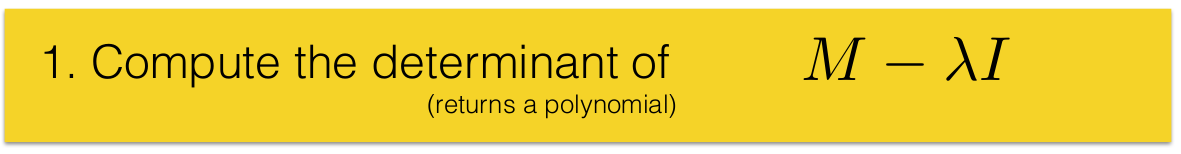 1. Compute the determinant of M − λI
(returns a polynomial)